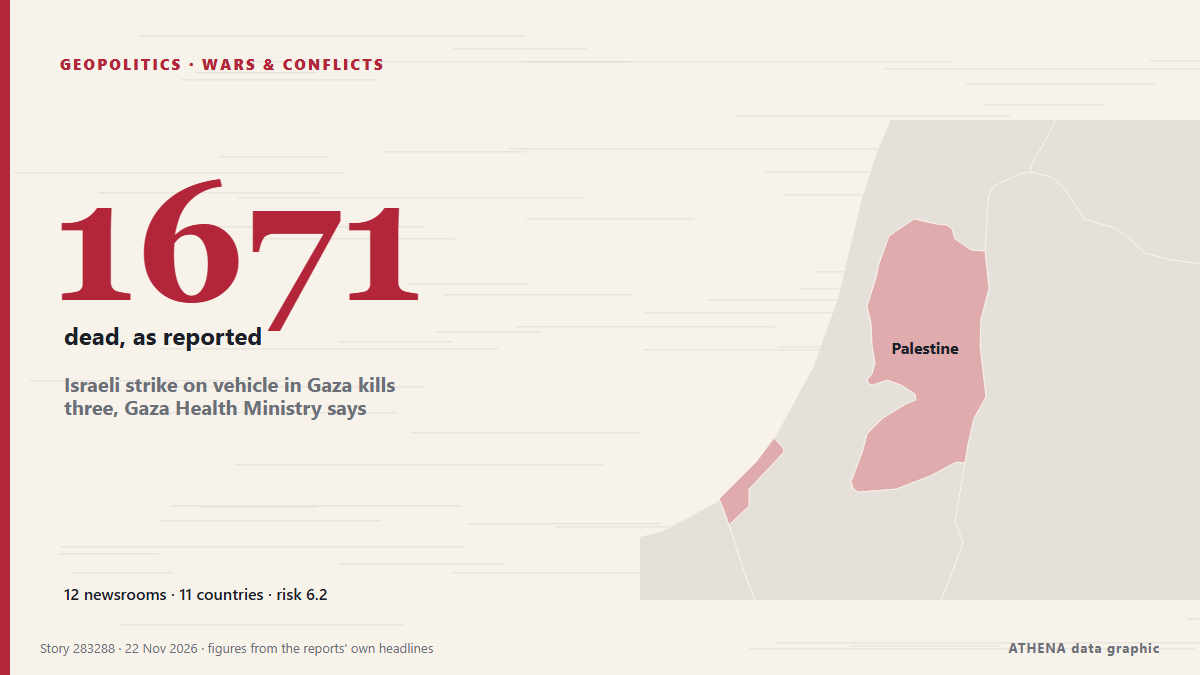 GEOPOLITICS · WARS & CONFLICTS
1671
dead, as reported
Israeli strike on vehicle in Gaza kills
three, Gaza Health Ministry says
Palestine
12 newsrooms · 11 countries · risk 6.2
Story 283288 · 22 Nov 2026 · figures from the reports' own headlines
ATHENA data graphic